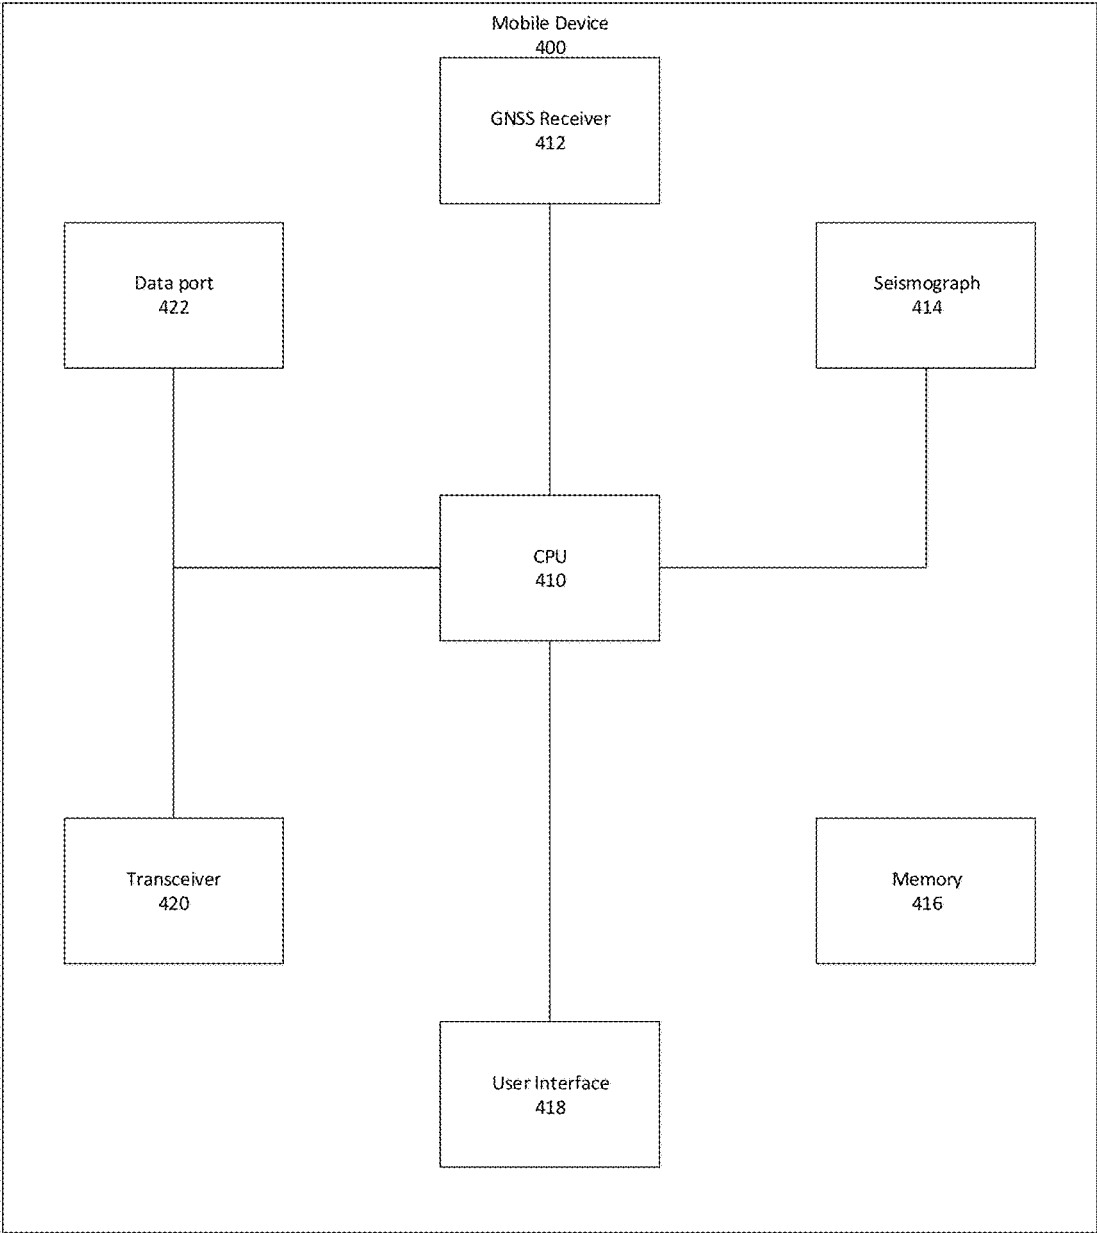 Mobile Device
400
GNSS Receiver
412
Data port
422
Seismograph
414
CPU
410
Transceiver
420
Memory
416
User Interface
418